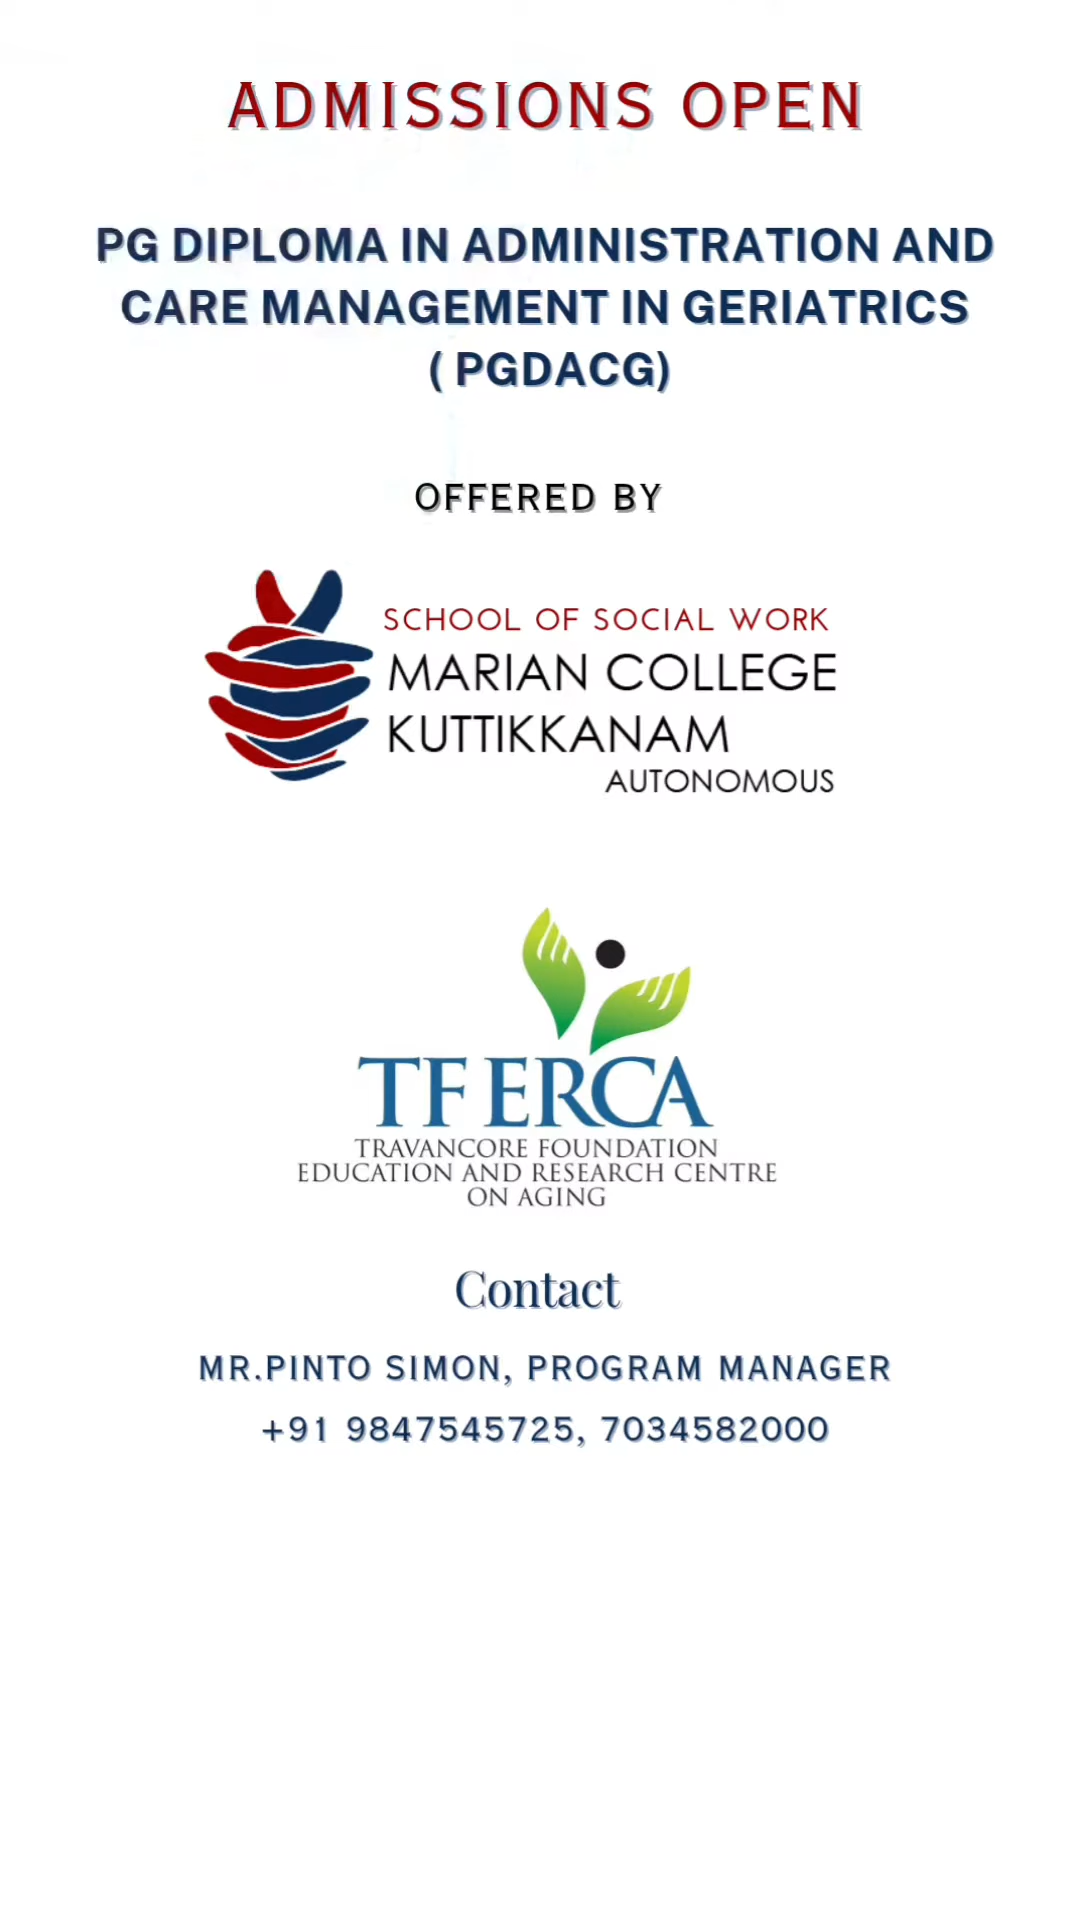 ADMISSIONS OPEN
PG DIPLOMA IN ADMINISTRATION AND
CARE MANAGEMENT IN GERIATRICS
( PGDACG)
OFFERED BY
SCHOOL OF SOCIAL WORK
MARIAN COLLEGE
KUTTIKKANAM
AUTONOMOUS
TF ERCA
TRAVANCORE FOUNDATION
EDUCATION AND RESEARCH CENTRE
ON AGING
Contact
MR.PINTO SIMON, PROGRAM MANAGER
+91 9847545725, 7034582000